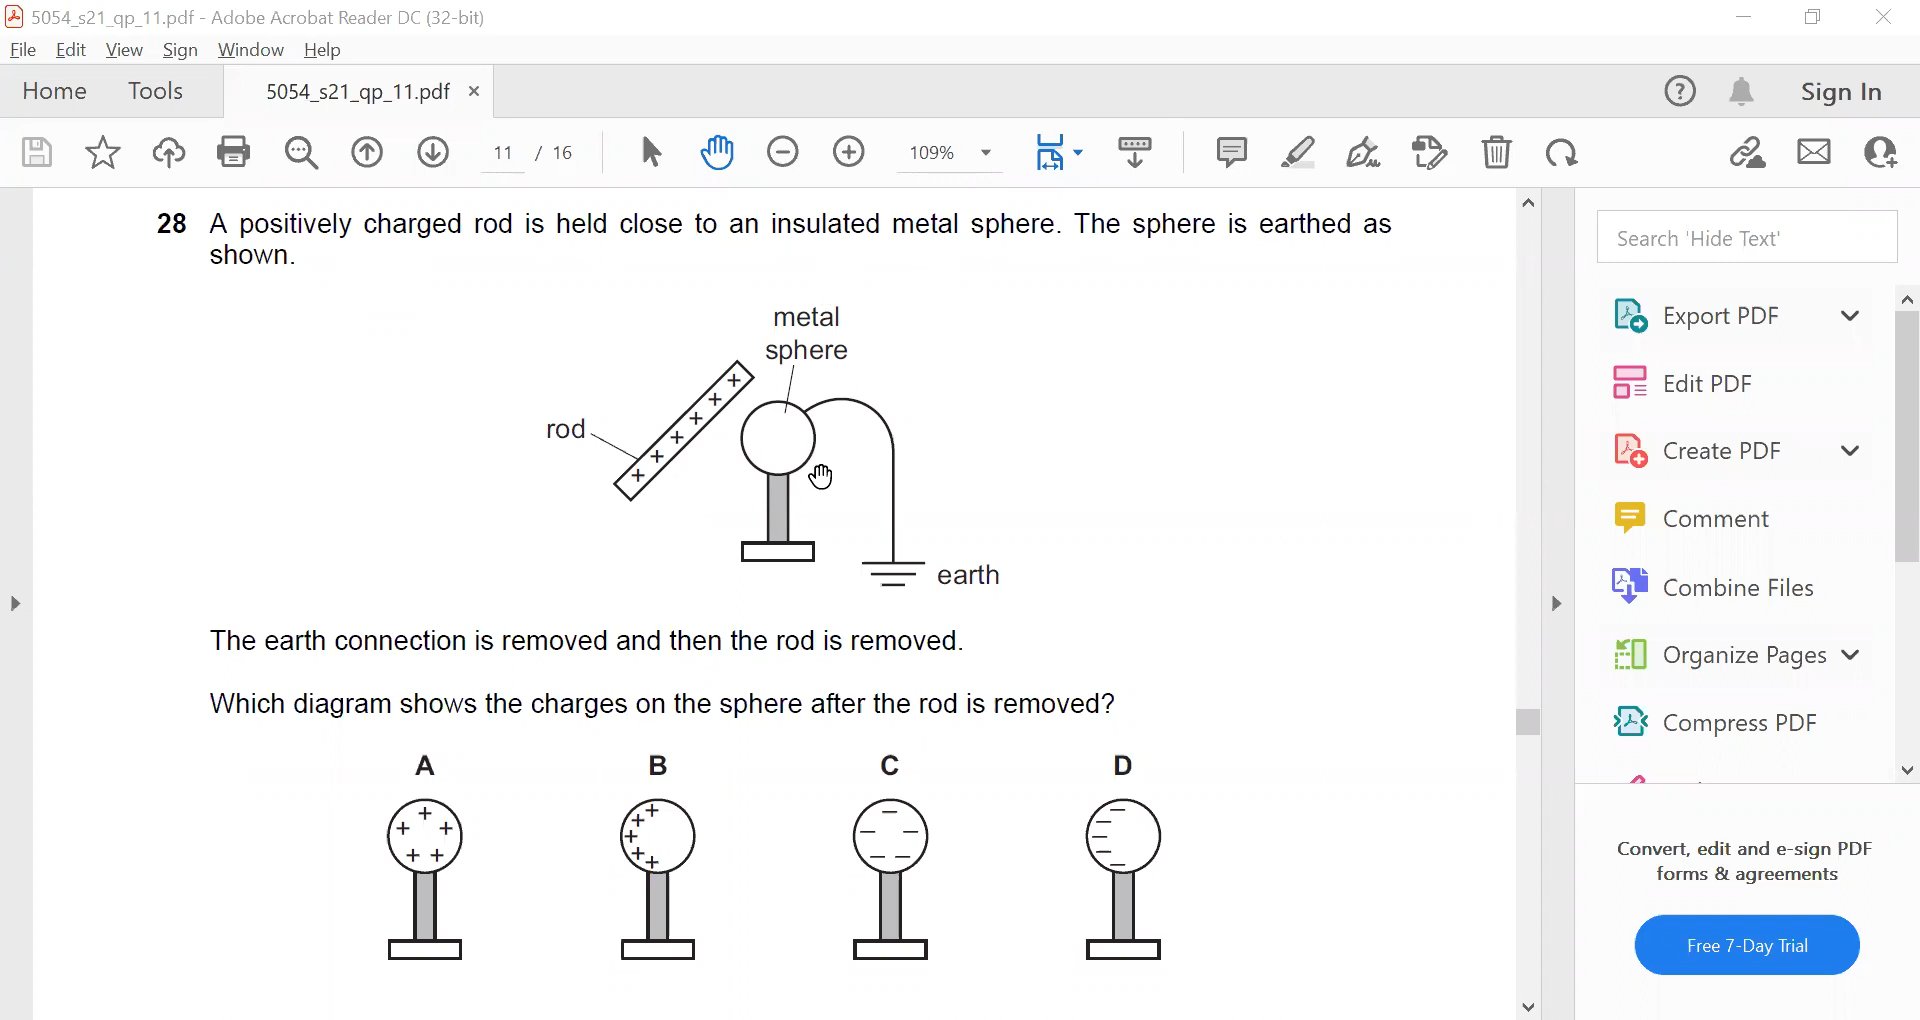 5054_s21_qp_11.pdf - Adobe Acrobat Reader DC (32-bit)
File Edit View Sign Window Help
Home Tools 5054_s21_qp_11.pdf × Sign In
11 / 16 109%
28 A positively charged rod is held close to an insulated metal sphere. The sphere is earthed as
shown.
metal
sphere
rod
+ + + + + +
earth
The earth connection is removed and then the rod is removed.
Which diagram shows the charges on the sphere after the rod is removed?
A B C D
+ + + + +
+ + + + +
− − − − −
− − − − −
Search 'Hide Text'
Export PDF
Edit PDF
Create PDF
Comment
Combine Files
Organize Pages
Compress PDF
Convert, edit and e-sign PDF
forms & agreements
Free 7-Day Trial